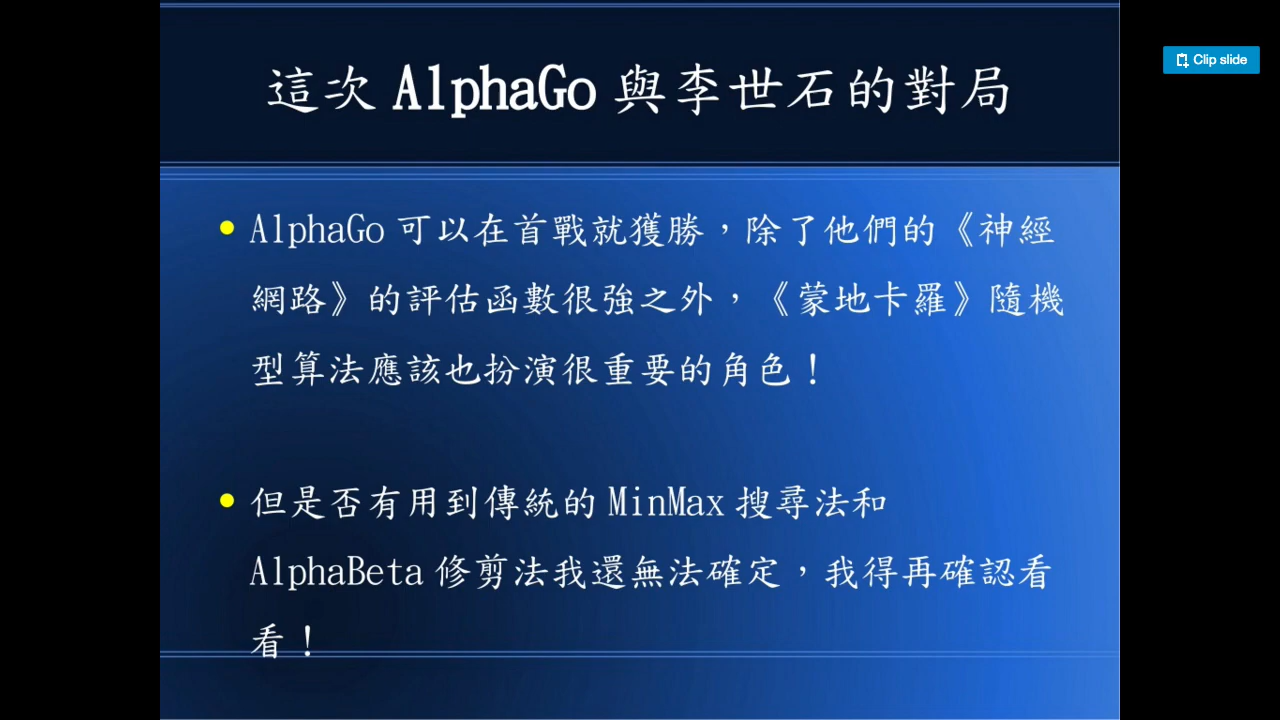 Clip slide
這次 AlphaGo 與李世石的對局
• AlphaGo 可以在首戰就獲勝，除了他們的《神經
網路》的評估函數很強之外，《蒙地卡羅》隨機
型算法應該也扮演很重要的角色！
• 但是否有用到傳統的 MinMax 搜尋法和
AlphaBeta 修剪法我還無法確定，我得再確認看
看！